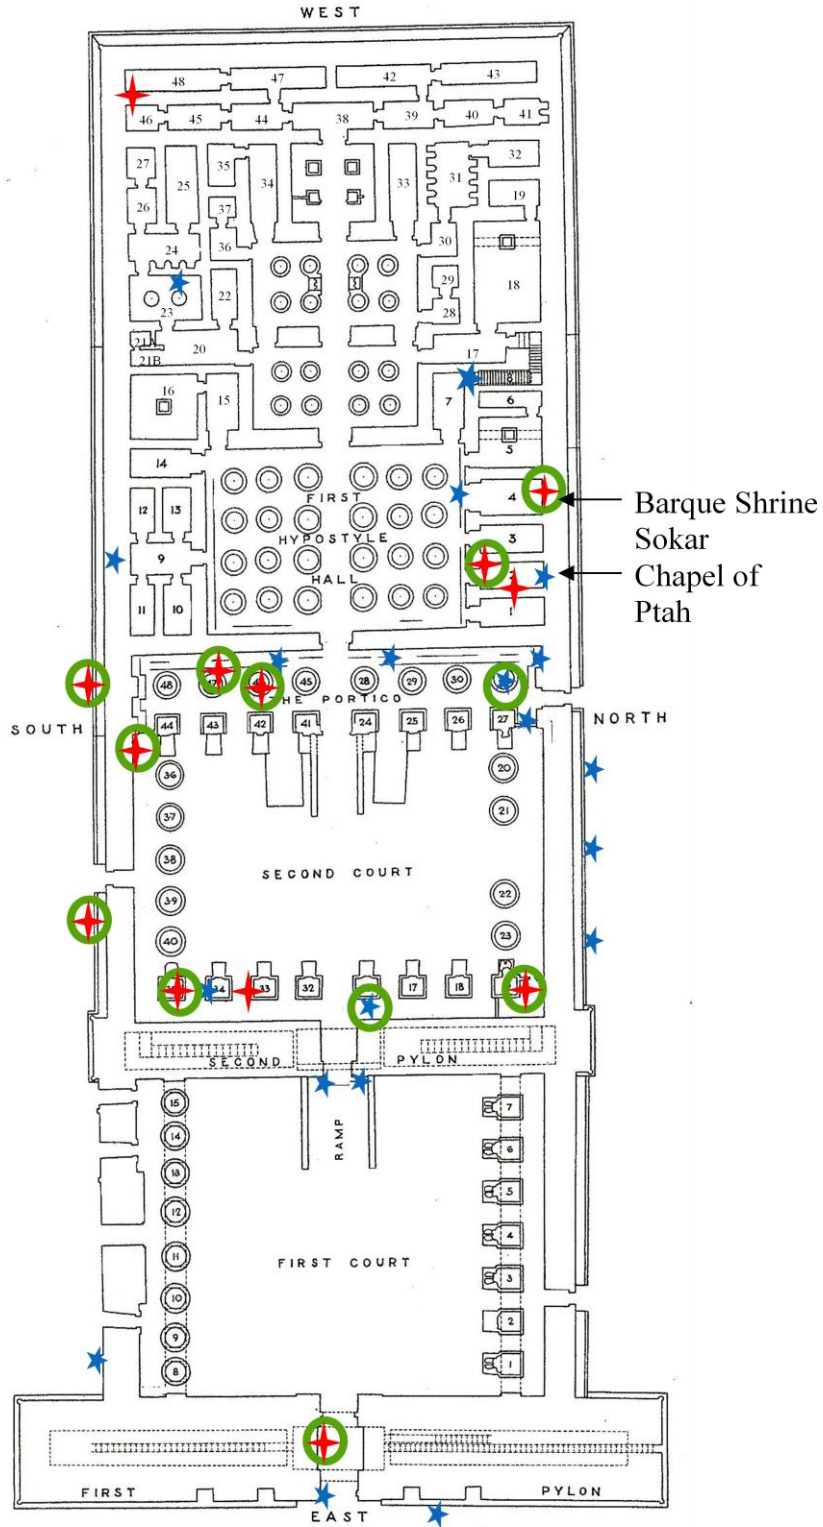 WEST
48 47 42 43
46 45 44 38 39 40 41
27 25 35 34 33 31 32
26 37 19
24 36 30
29 18
23 22 28
21A
21B 20 17
8
16 15 7 6
5
14
FIRST
12 13 4
HYPOSTYLE
9 3
HALL
11 10 1
Barque Shrine
Sokar
Chapel of
Ptah
48 45 28 29 30
THE PORTICO
SOUTH NORTH
44 43 42 41 24 25 26 27
36 20
37 21
38
SECOND COURT
39 22
40 23
34 33 32 17 18
SECOND PYLON
15 7
14 RAMP 6
13 5
12 4
11 FIRST COURT
10 3
9 2
8 1
FIRST PYLON
EAST